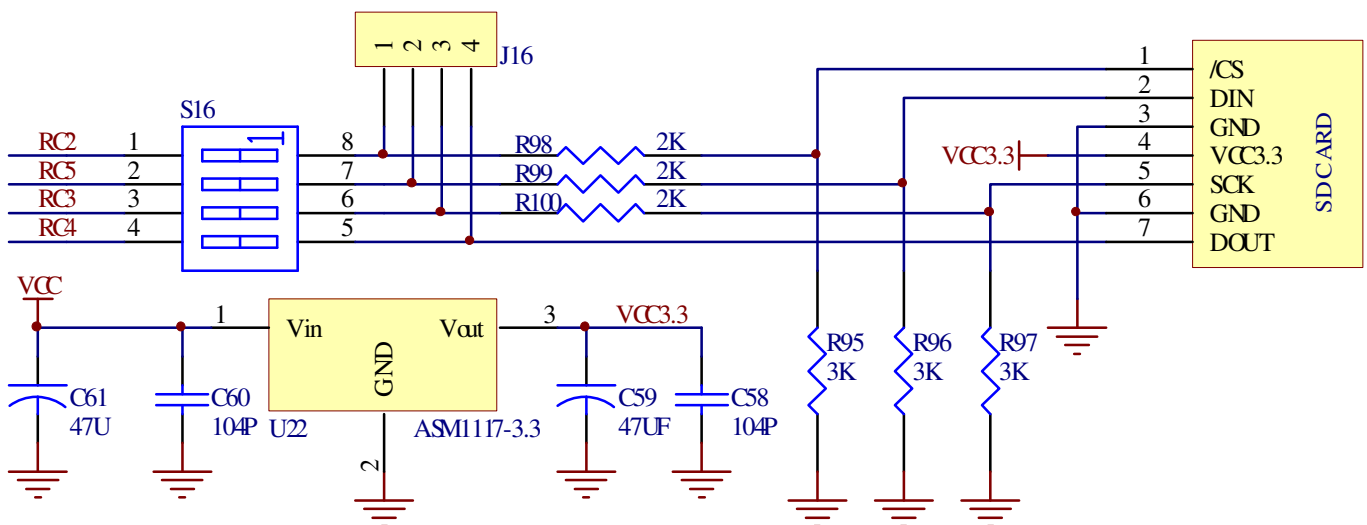 1 2 3 4
J16
S16
RC2 1 8 R98 2K
RC5 2 7 R99 2K
RC3 3 6 R100 2K
RC4 4 5
1 /CS
2 DIN
3 GND
VCC3.3 4 VCC3.3
5 SCK
6 GND
7 DOUT
SDCARD
VCC
1 Vin Vout 3 VCC3.3
GND
2
C61
47U
C60
104P
U22 ASM1117-3.3
C59
47UF
C58
104P
R95
3K
R96
3K
R97
3K